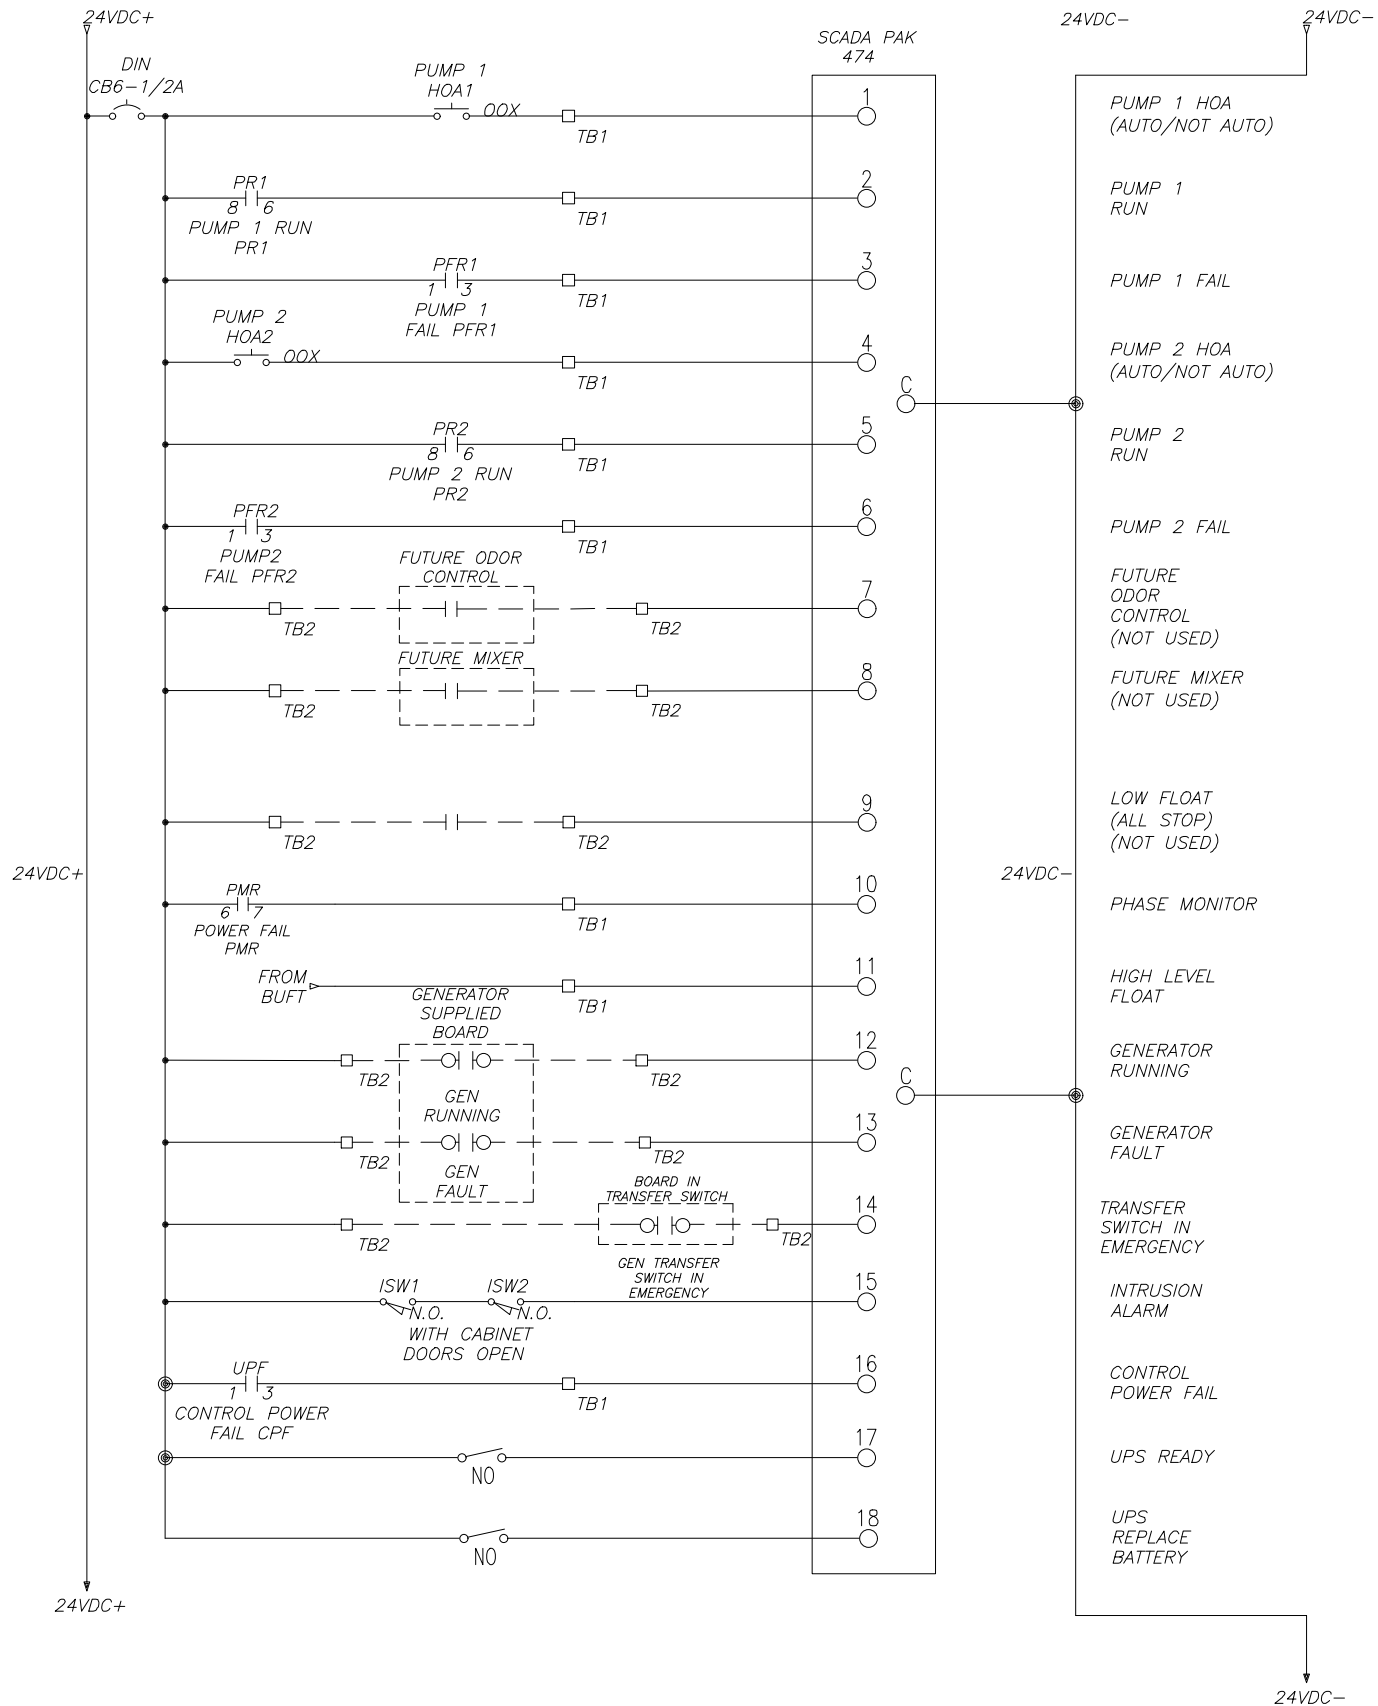 24VDC+
24VDC-
24VDC-
DIN
CB6-1/2A
PUMP 1
HOA1
OOX
TB1
SCADA PAK
474
1
PUMP 1 HOA
(AUTO/NOT AUTO)
PR1
8 6
PUMP 1 RUN
PR1
TB1
2
PUMP 1
RUN
PFR1
1 3
PUMP 1
FAIL PFR1
TB1
3
PUMP 1 FAIL
PUMP 2
HOA2
OOX
TB1
4
PUMP 2 HOA
(AUTO/NOT AUTO)
C
PR2
8 6
PUMP 2 RUN
PR2
TB1
5
PUMP 2
RUN
PFR2
1 3
PUMP2
FAIL PFR2
TB1
6
PUMP 2 FAIL
FUTURE ODOR
CONTROL
TB2
TB2
7
FUTURE
ODOR
CONTROL
(NOT USED)
FUTURE MIXER
TB2
TB2
8
FUTURE MIXER
(NOT USED)
TB2
TB2
9
LOW FLOAT
(ALL STOP)
(NOT USED)
24VDC+
24VDC-
PMR
6 7
POWER FAIL
PMR
TB1
10
PHASE MONITOR
FROM
BUFT
TB1
11
HIGH LEVEL
FLOAT
GENERATOR
SUPPLIED
BOARD
TB2
TB2
12
GENERATOR
RUNNING
GEN
RUNNING
C
TB2
TB2
13
GENERATOR
FAULT
GEN
FAULT
BOARD IN
TRANSFER SWITCH
TB2
TB2
14
TRANSFER
SWITCH IN
EMERGENCY
GEN TRANSFER
SWITCH IN
EMERGENCY
ISW1
N.O.
ISW2
N.O.
WITH CABINET
DOORS OPEN
15
INTRUSION
ALARM
UPF
1 3
CONTROL POWER
FAIL CPF
TB1
16
CONTROL
POWER FAIL
NO
17
UPS READY
NO
18
UPS
REPLACE
BATTERY
24VDC+
24VDC-